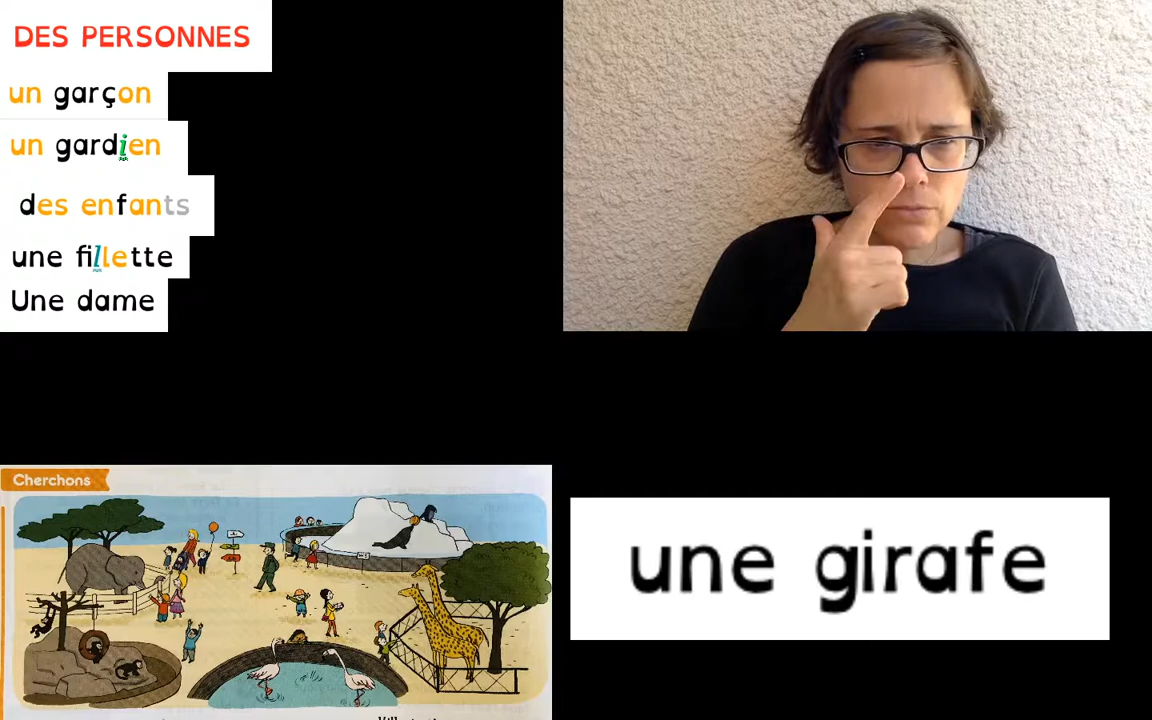 DES PERSONNES
un garçon
un gardien
des enfants
une fillette
Une dame
Cherchons
une girafe